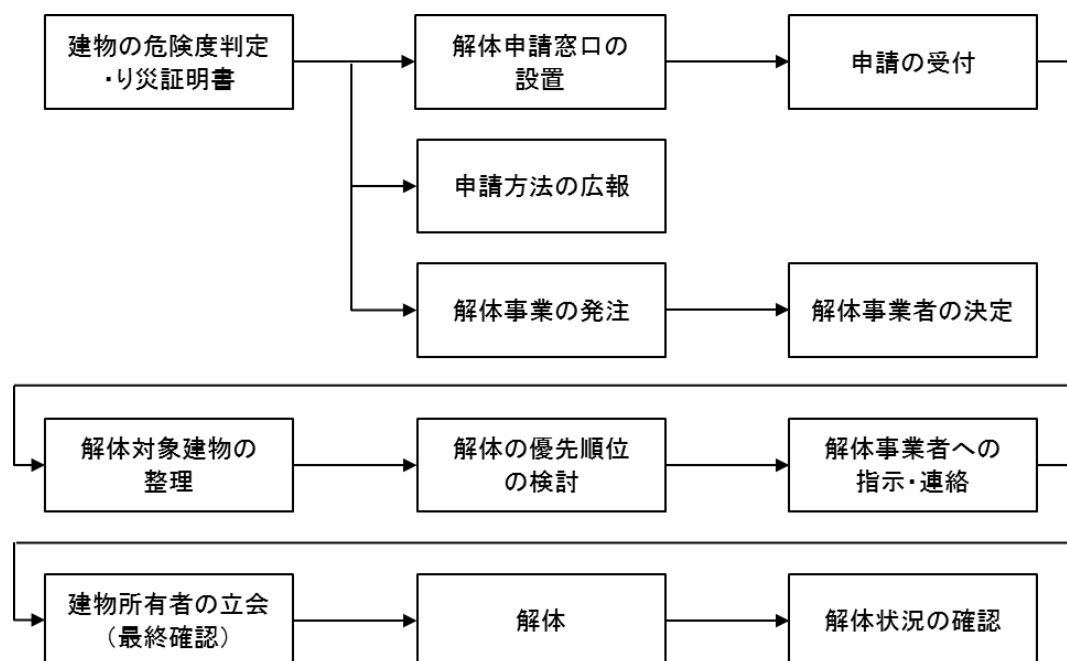 建物の危険度判定
・り災証明書
解体申請窓口の
設置
申請の受付
申請方法の広報
解体事業の発注
解体事業者の決定
解体対象建物の
整理
解体の優先順位
の検討
解体事業者への
指示・連絡
建物所有者の立会
（最終確認）
解体
解体状況の確認